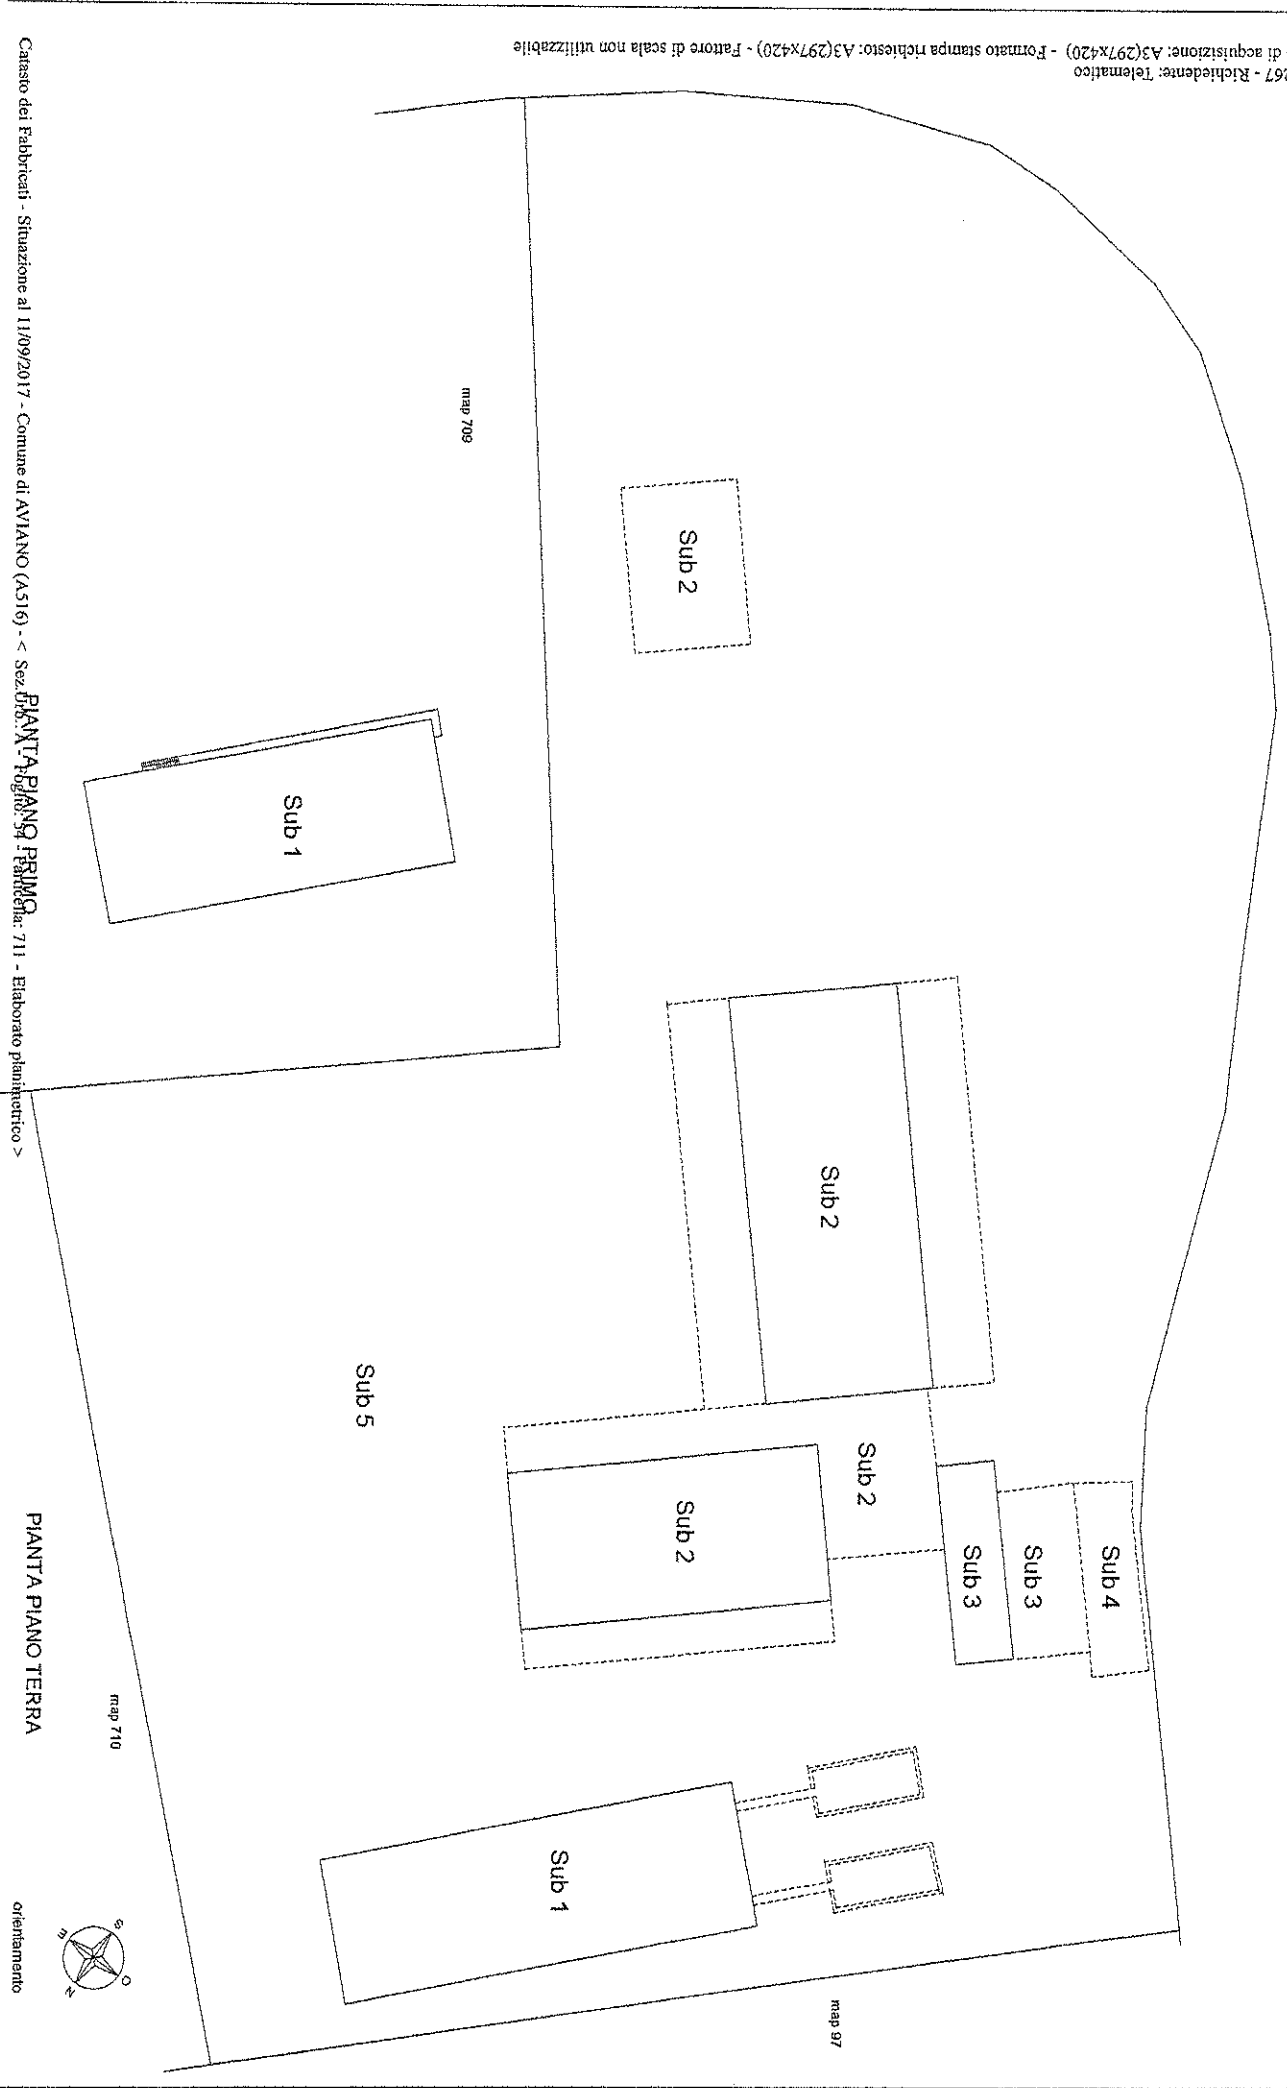 di acquisizione: A3(297x420) - Formato stampa richiesto: A3(297x420) - Fattore di scala non utilizzabile
267 - Richiedente: Telematico
Catasto dei Fabbricati - Situazione al 11/09/2017 - Comune di AVIANO (A516) - < Sez.Urb.: A - Foglio: 54 - Particella: 711 - Elaborato planimetrico >
map 709
Sub 2
Sub 1
PIANTA PIANO PRIMO
Sub 2
Sub 5
Sub 2
Sub 2
Sub 3
Sub 3
Sub 4
Sub 1
map 710
map 97
PIANTA PIANO TERRA
S
O
E
N
orientamento